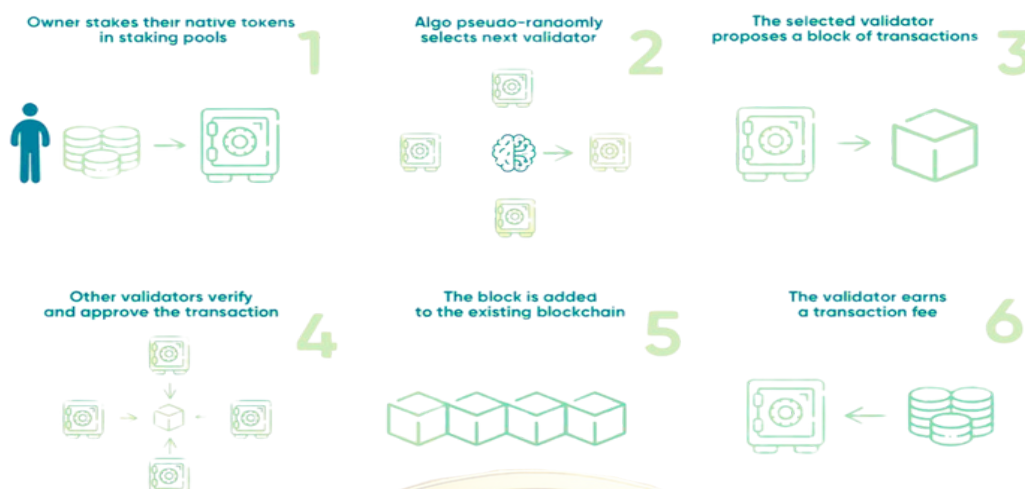 Owner stakes their native tokens
in staking pools
1
Algo pseudo-randomly
selects next validator
2
The selected validator
proposes a block of transactions
3
Other validators verify
and approve the transaction
4
The block is added
to the existing blockchain
5
The validator earns
a transaction fee
6